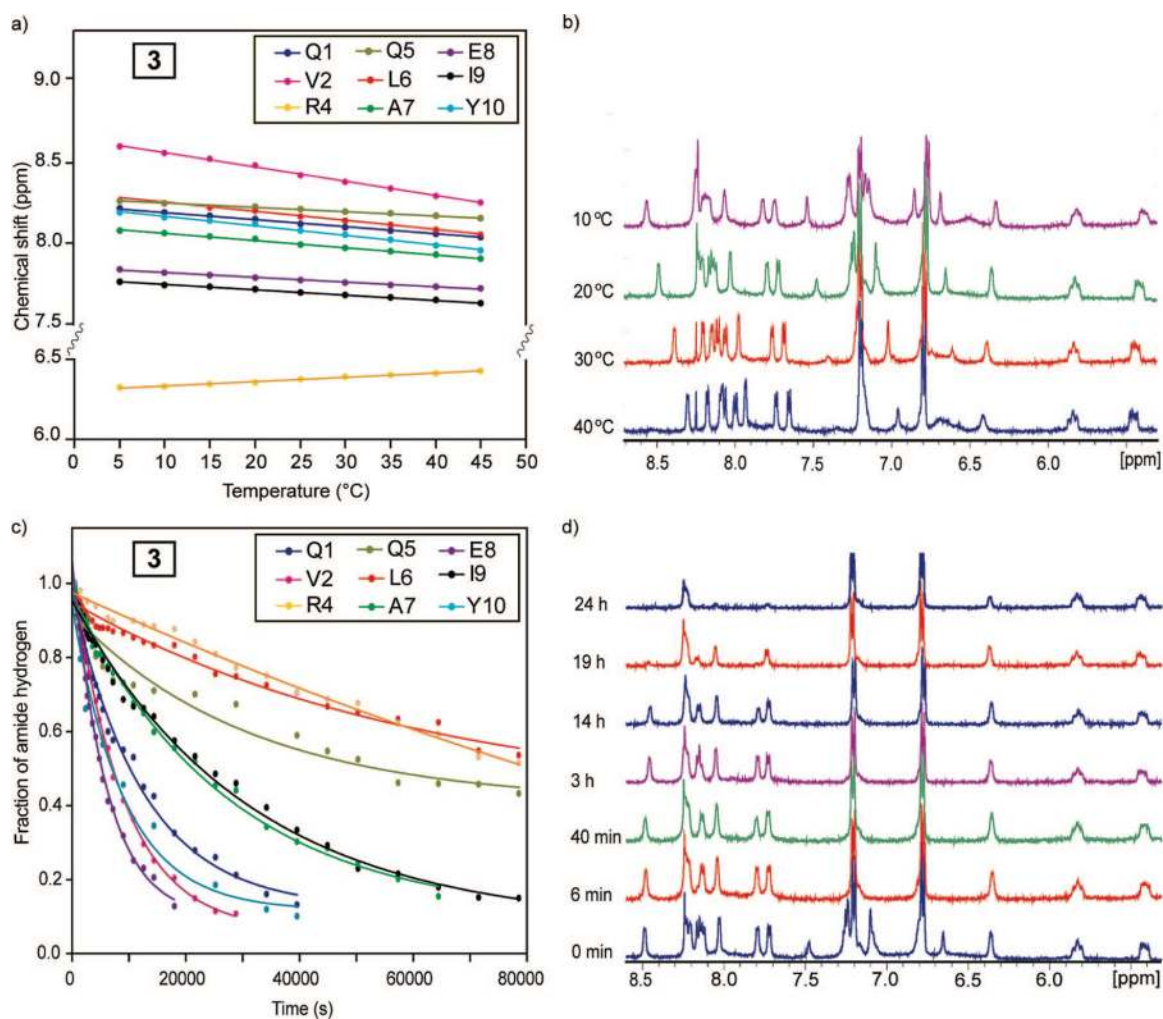 a)
3
Q1 Q5 E8
V2 L6 I9
R4 A7 Y10
Chemical shift (ppm)
9.0
8.5
8.0
7.5
6.5
6.0
0 5 10 15 20 25 30 35 40 45 50
Temperature (°C)
b)
10 ºC
20 ºC
30 ºC
40 ºC
8.5 8.0 7.5 7.0 6.5 6.0 [ppm]
c)
3
Q1 Q5 E8
V2 L6 I9
R4 A7 Y10
Fraction of amide hydrogen
1.0
0.8
0.6
0.4
0.2
0.0
0 20000 40000 60000 80000
Time (s)
d)
24 h
19 h
14 h
3 h
40 min
6 min
0 min
8.5 8.0 7.5 7.0 6.5 6.0 [ppm]